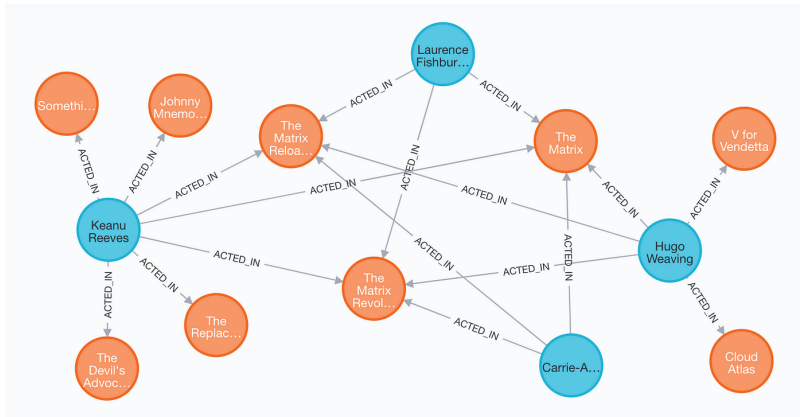 Laurence
Fishbur...
Somethi...
Johnny
Mnemo...
ACTED_IN
ACTED_IN
The
Matrix
Reloa...
The
Matrix
V for
Vendetta
ACTED_IN
ACTED_IN
ACTED_IN
ACTED_IN
ACTED_IN
ACTED_IN
ACTED_IN
ACTED_IN
ACTED_IN
Keanu
Reeves
Hugo
Weaving
ACTED_IN
ACTED_IN
ACTED_IN
ACTED_IN
ACTED_IN
ACTED_IN
The
Matrix
Revol...
ACTED_IN
ACTED_IN
The
Replac...
The
Devil's
Advoc...
Carrie-A...
Cloud
Atlas